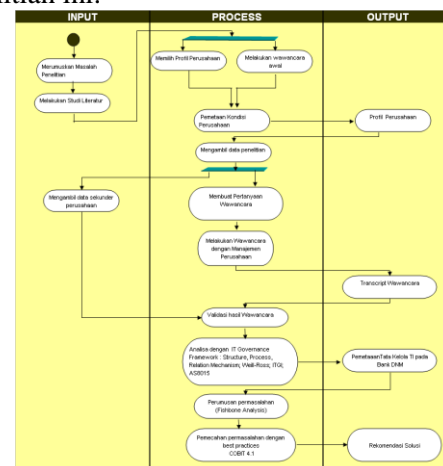 INPUT
PROCESS
OUTPUT
Merumuskan Masalah
Penelitian
Melakukan Studi Literatur
Memilih Profil Perusahaan
Melakukan wawancara
awal
Pemetaan Kondisi
Perusahaan
Profil Perusahaan
Mengambil data penelitian
Mengambil data sekunder
perusahaan
Membuat Pertanyaan
Wawancara
Melakukan Wawancara
dengan Manajemen
Perusahaan
Transcript Wawancara
Validasi hasil Wawancara
Analisa dengan IT Governance
Framework : Structure, Process,
Relation Mechanism; Weill-Ross; ITGI;
AS8015
PemetaaanTata Kelola TI pada
Bank DNM
Perumusan permasalahan
(Fishbone Analysis)
Pemecahan permasalahan dengan
best practices
COBIT 4.1
Rekomendasi Solusi